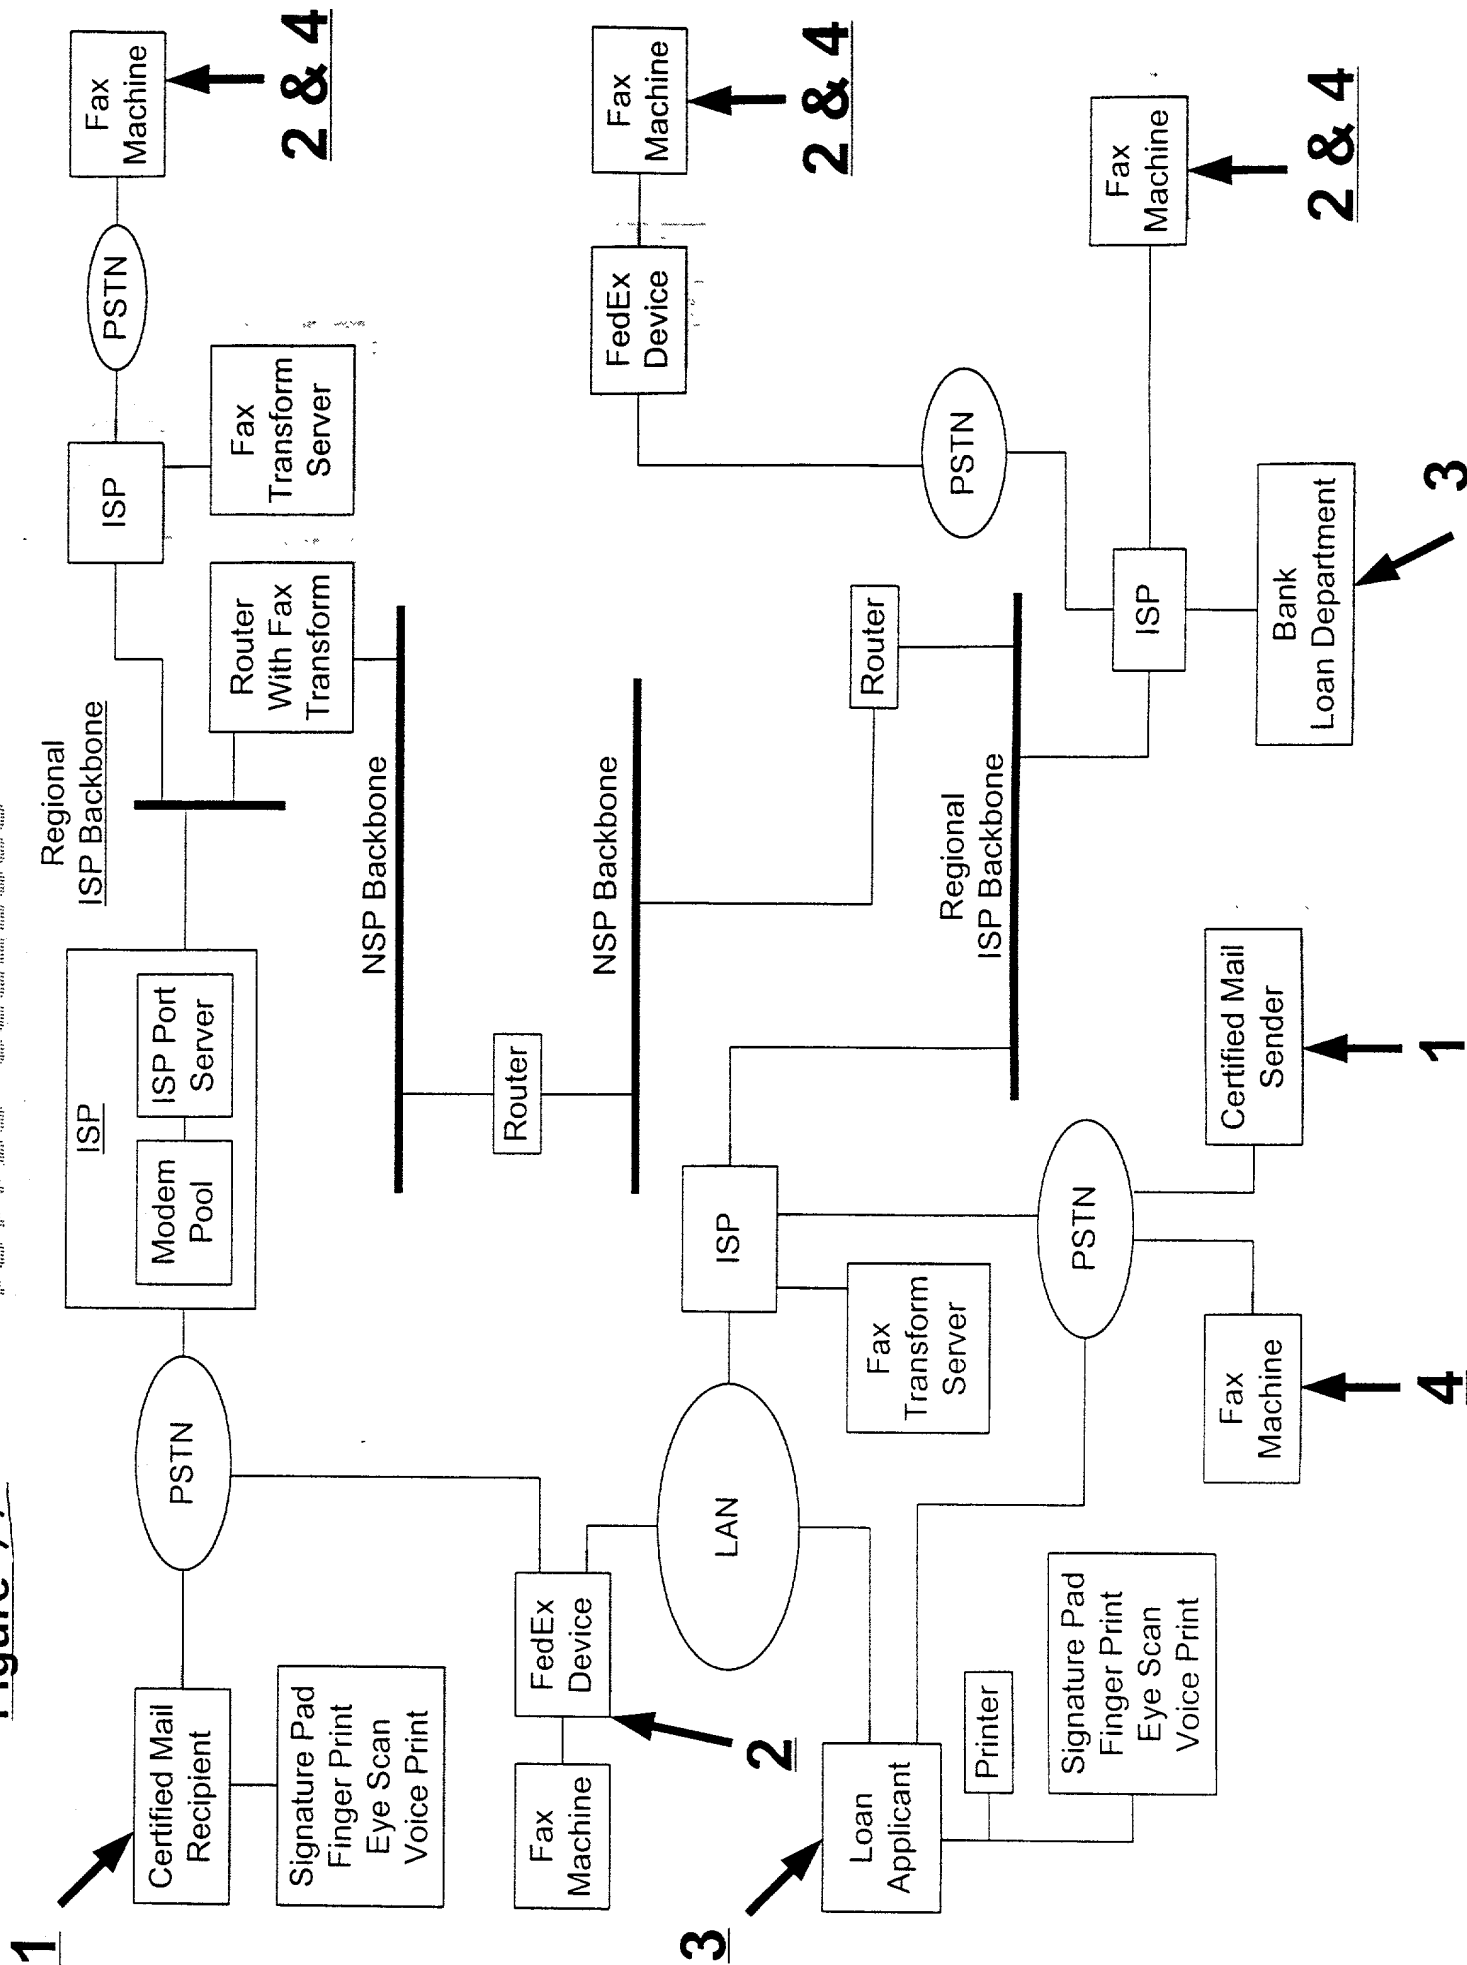 Figure
1
Certified Mail
Recipient
Signature Pad
Finger Print
Eye Scan
Voice Print
PSTN
ISP
Modem
Pool
ISP Port
Server
Regional
ISP Backbone
ISP
PSTN
Fax
Machine
2 & 4
Router
With Fax
Transform
Fax
Transform
Server
NSP Backbone
Router
NSP Backbone
Fax
Machine
FedEx
Device
2
LAN
ISP
Fax
Transform
Server
Router
Regional
ISP Backbone
FedEx
Device
Fax
Machine
2 & 4
PSTN
3
Loan
Applicant
Printer
Signature Pad
Finger Print
Eye Scan
Voice Print
PSTN
Fax
Machine
4
Certified Mail
Sender
1
ISP
Bank
Loan Department
3
Fax
Machine
2 & 4